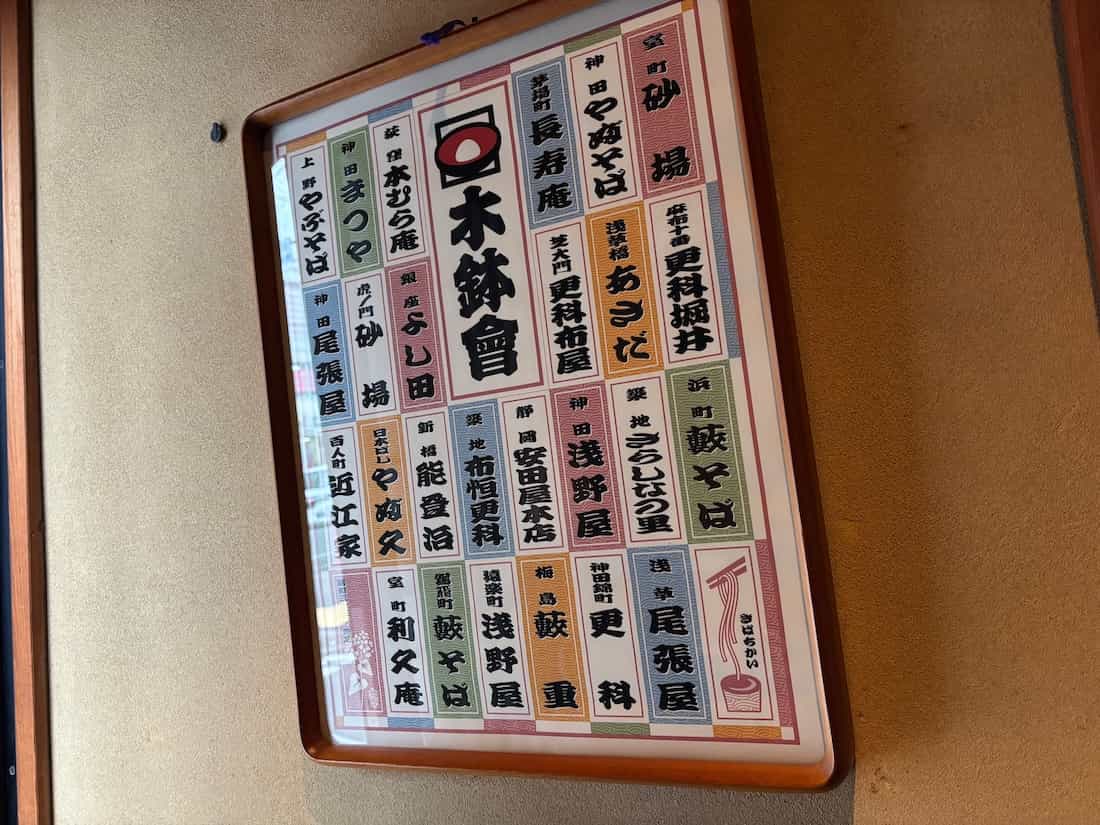 室町 砂場
神田 やぶそば
茅場町 長寿庵
木鉢會
荻窪 本むら庵
神田 まつや
上野 やぶそば
麻布十番 更科堀井
浅草橋 あさだ
芝大門 更科布屋
銀座 よし田
虎ノ門 砂場
神田 尾張屋
浜町 藪そば
築地 さらしなの里
神田 浅野屋
静岡 安田屋本店
築地 布恒更科
新橋 能登治
日本ばし やぶ久
百人町 近江家
きばちかい
浅草 尾張屋
神田錦町 更科
梅島 藪重
猿楽町 浅野屋
駕籠町 藪そば
室町 利久庵